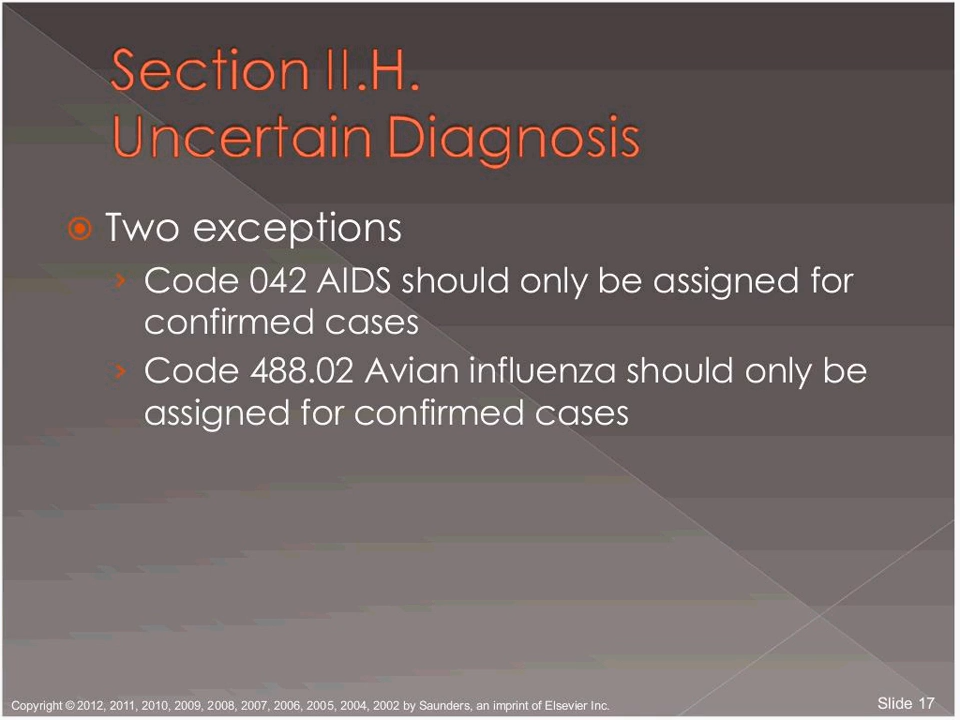 Section II.H.
Uncertain Diagnosis
Two exceptions
Code 042 AIDS should only be assigned for
confirmed cases
Code 488.02 Avian influenza should only be
assigned for confirmed cases
Copyright © 2012, 2011, 2010, 2009, 2008, 2007, 2006, 2005, 2004, 2002 by Saunders, an imprint of Elsevier Inc.
Slide 17